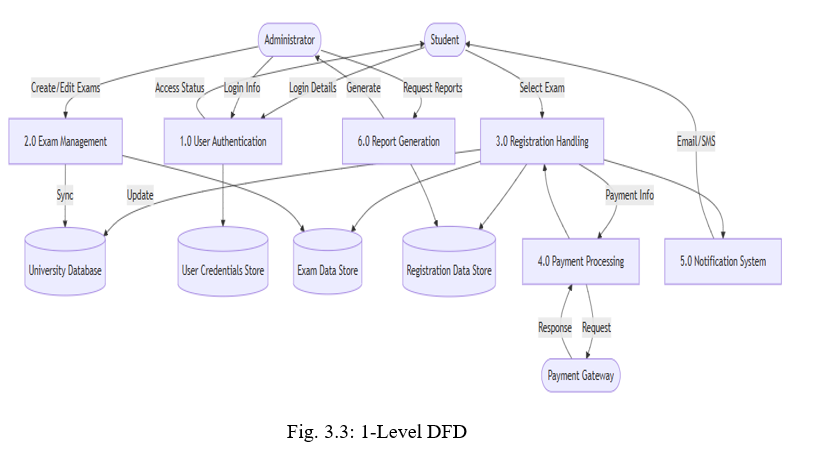 Administrator
Student
Create/Edit Exams
Access Status
Login Info
Login Details
Generate
Request Reports
Select Exam
2.0 Exam Management
1.0 User Authentication
6.0 Report Generation
3.0 Registration Handling
Email/SMS
Sync
Update
Payment Info
University Database
User Credentials Store
Exam Data Store
Registration Data Store
4.0 Payment Processing
5.0 Notification System
Response
Request
Payment Gateway
Fig. 3.3: 1-Level DFD